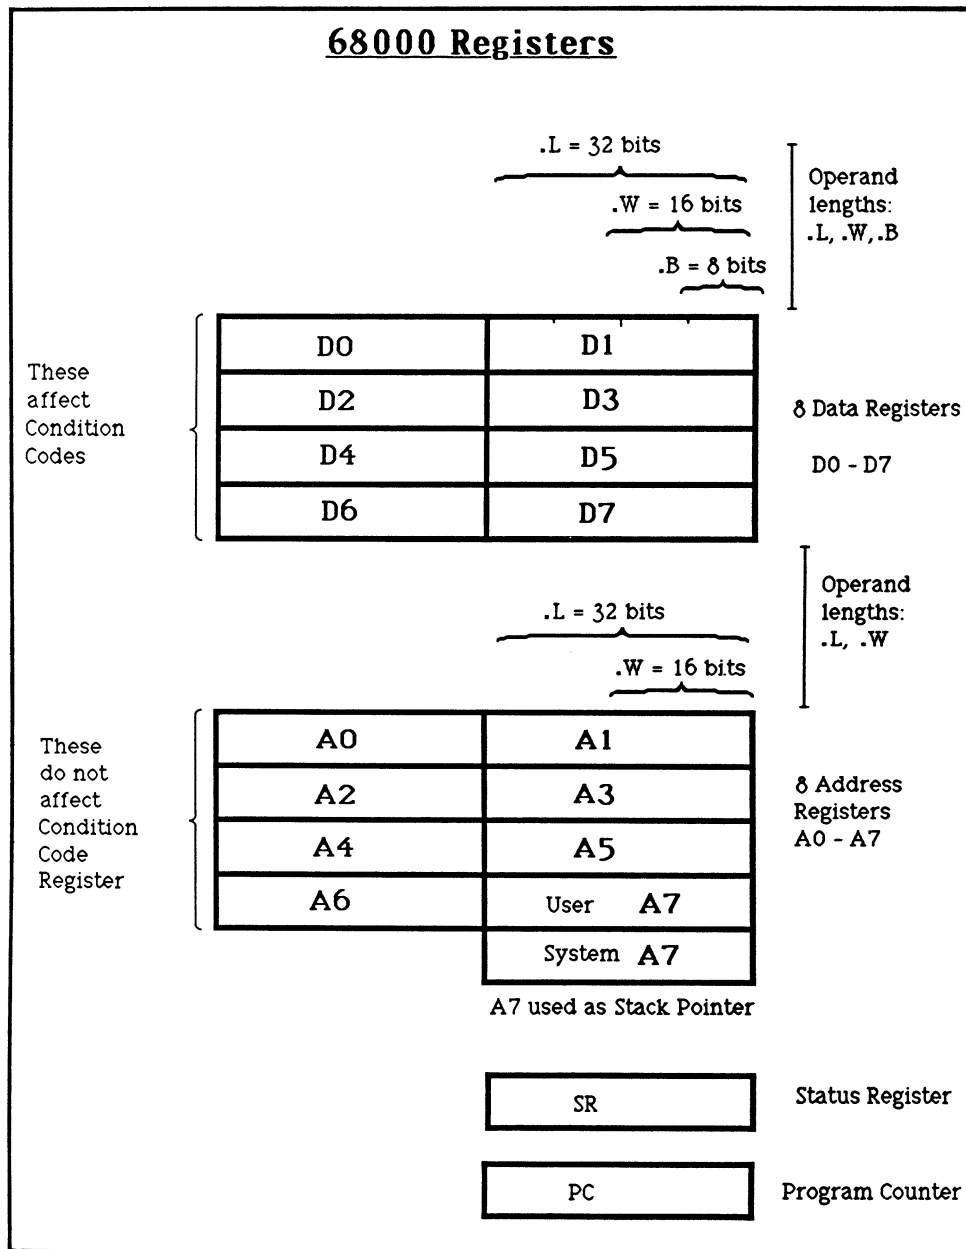 68000 Registers
.L = 32 bits
.W = 16 bits
.B = 8 bits
Operand
lengths:
.L, .W, .B
These
affect
Condition
Codes
D0 D1
D2 D3
D4 D5
D6 D7
8 Data Registers
D0 - D7
.L = 32 bits
.W = 16 bits
Operand
lengths:
.L, .W
These
do not
affect
Condition
Code
Register
A0 A1
A2 A3
A4 A5
A6 User A7
System A7
8 Address
Registers
A0 - A7
A7 used as Stack Pointer
SR Status Register
PC Program Counter